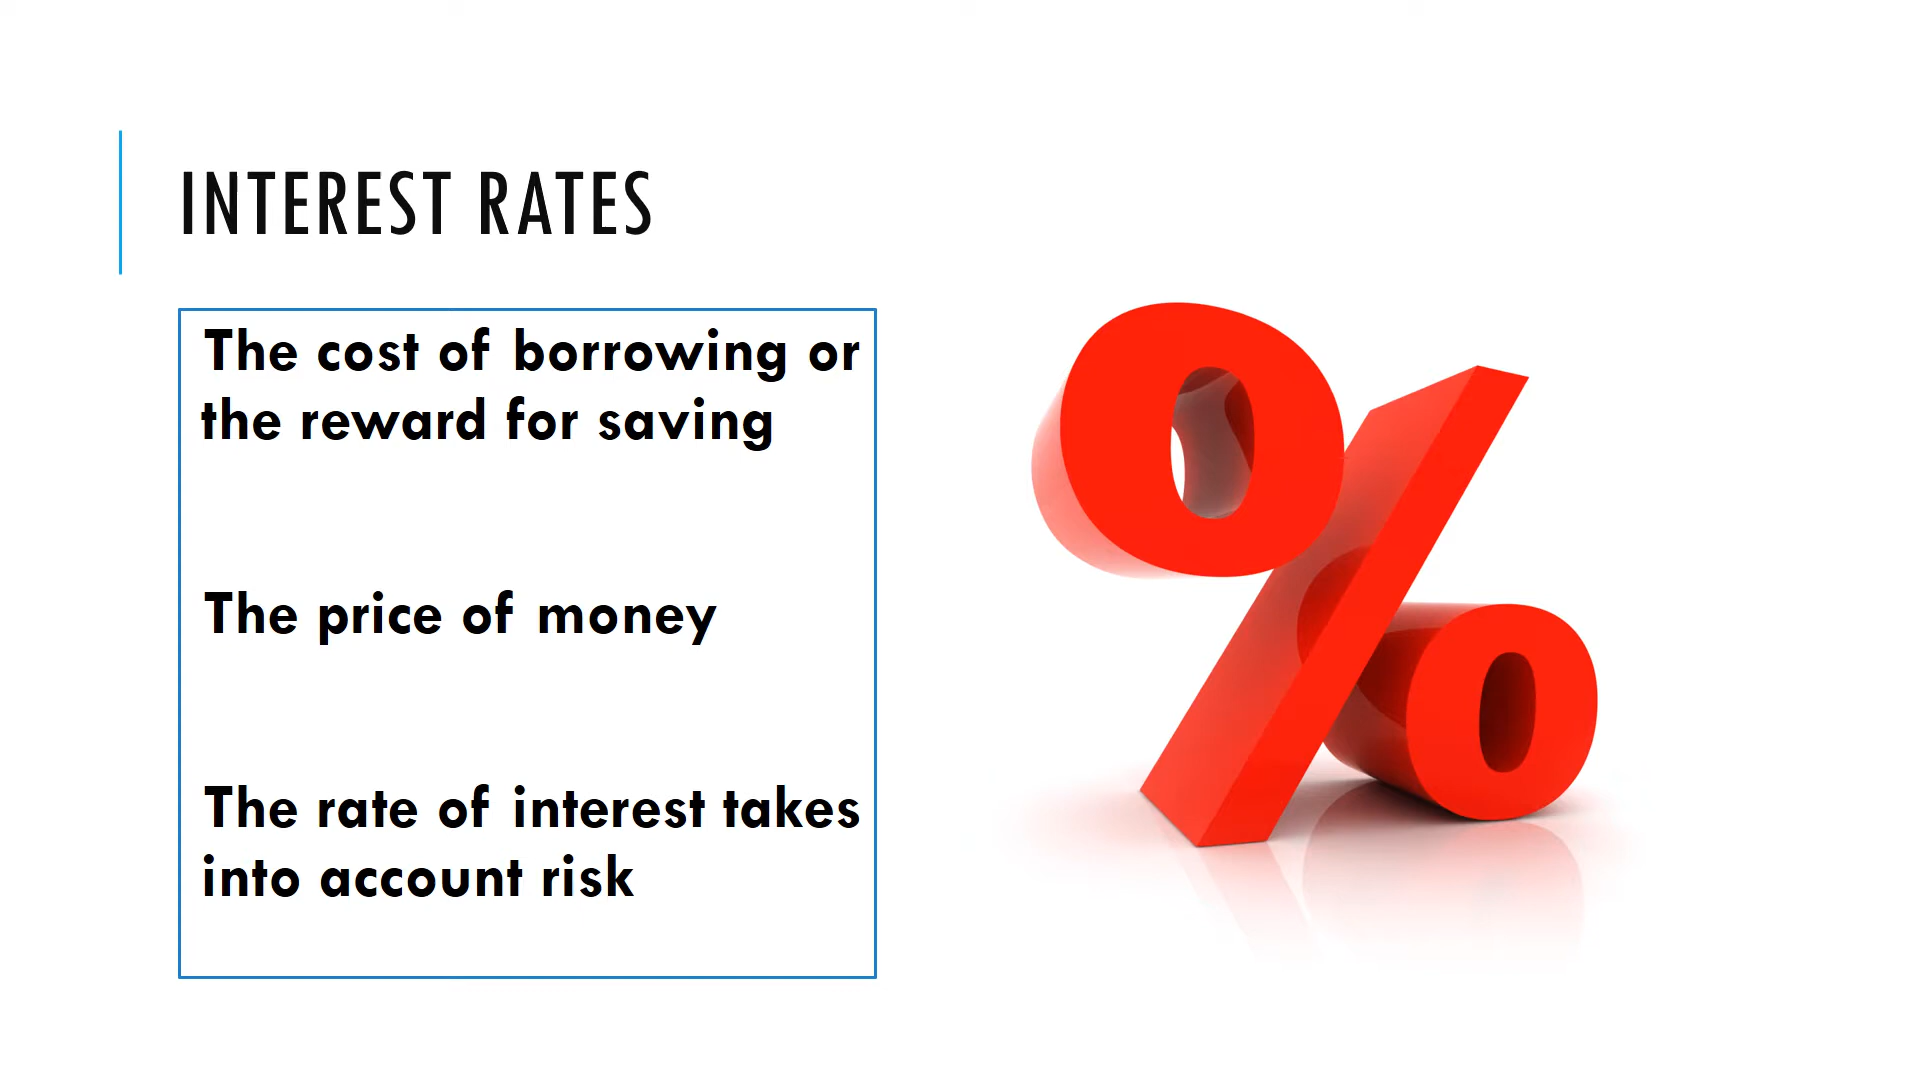 INTEREST RATES
The cost of borrowing or
the reward for saving
The price of money
The rate of interest takes
into account risk
%